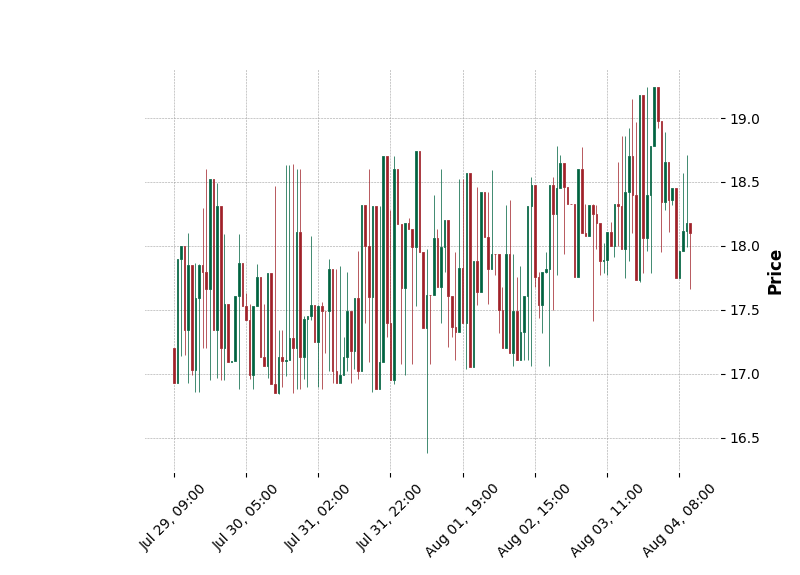 19.0
18.5
18.0
17.5
17.0
16.5
Price
Jul 29, 09:00
Jul 30, 05:00
Jul 31, 02:00
Jul 31, 22:00
Aug 01, 19:00
Aug 02, 15:00
Aug 03, 11:00
Aug 04, 08:00